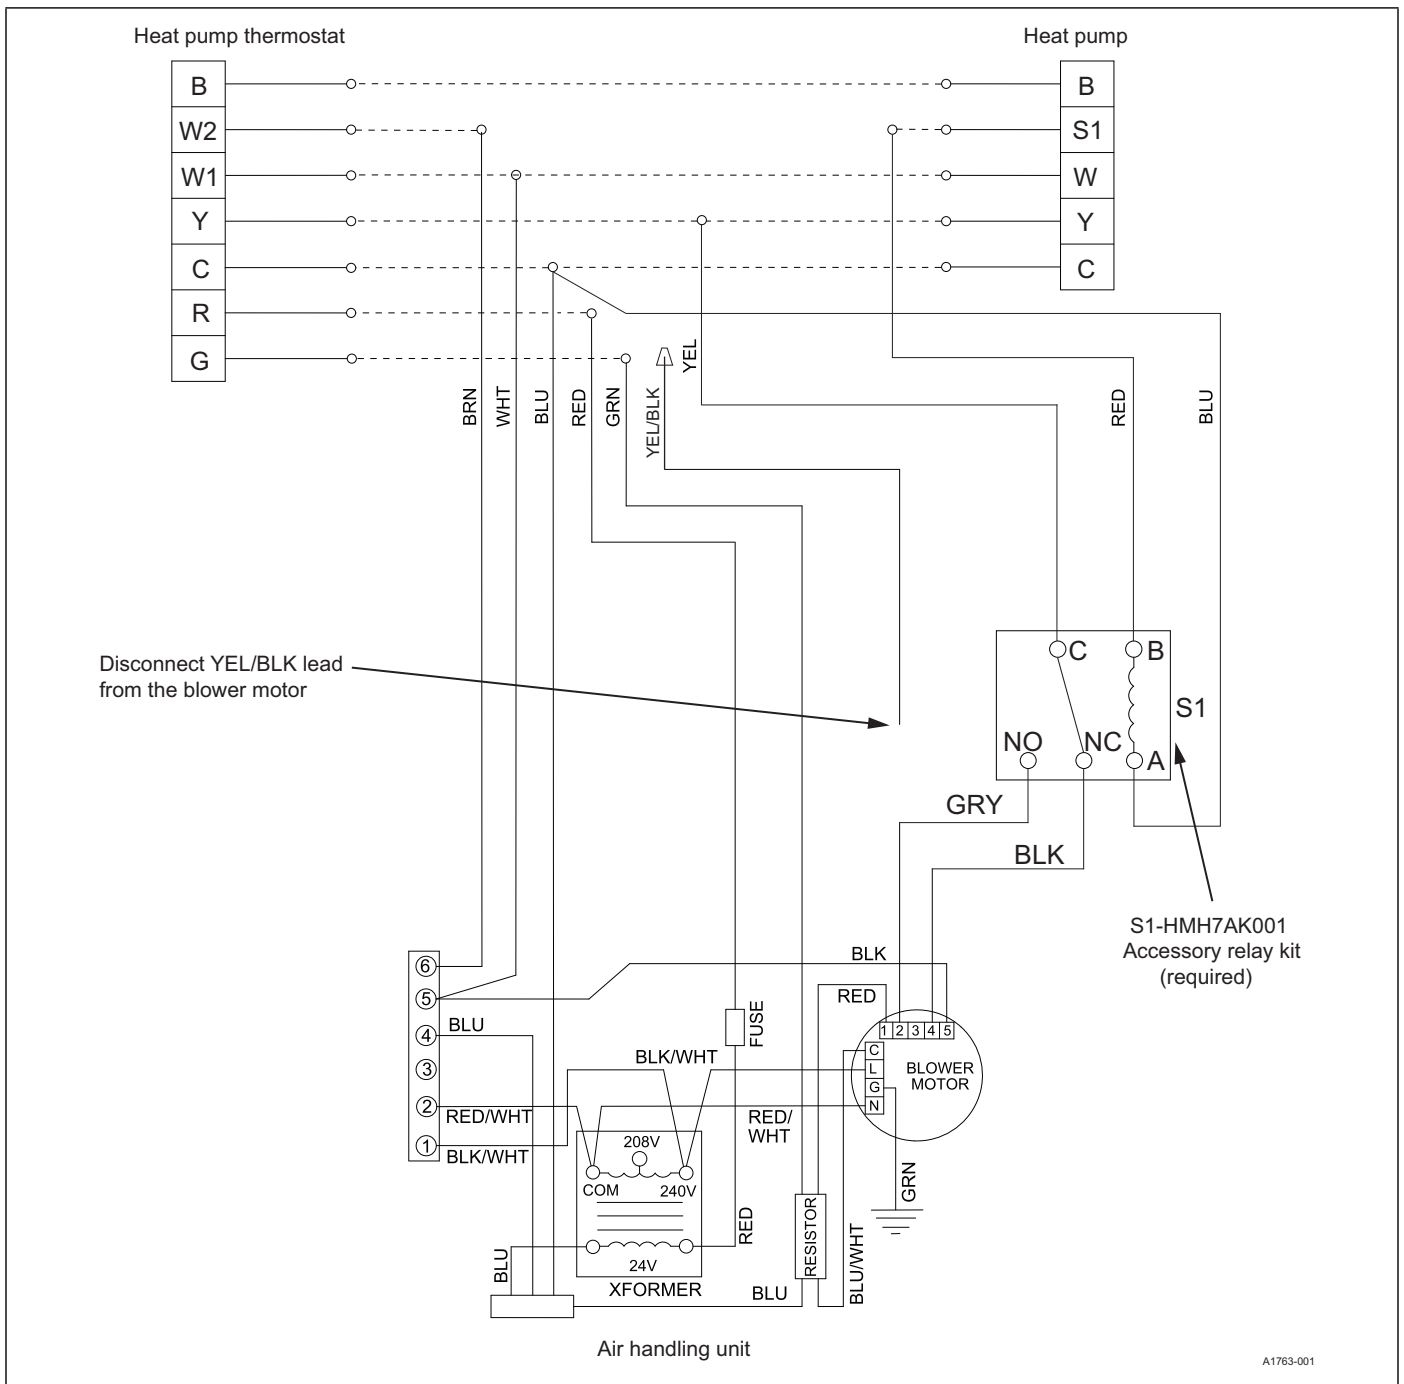 Heat pump thermostat
Heat pump
B
W2
W1
Y
C
R
G
B
S1
W
Y
C
BRN
WHT
BLU
RED
GRN
YEL/BLK
YEL
RED
BLU
Disconnect YEL/BLK lead
from the blower motor
C
B
S1
NO
NC
A
GRY
BLK
S1-HMH7AK001
Accessory relay kit
(required)
6
5
4
3
2
1
BLU
RED/WHT
BLK/WHT
BLK/WHT
FUSE
BLK
RED
1 2 3 4 5
C
L
G
N
BLOWER
MOTOR
RED/
WHT
208V
COM
240V
24V
XFORMER
RED
BLU
BLU
RESISTOR
BLU/WHT
GRN
Air handling unit
A1763-001